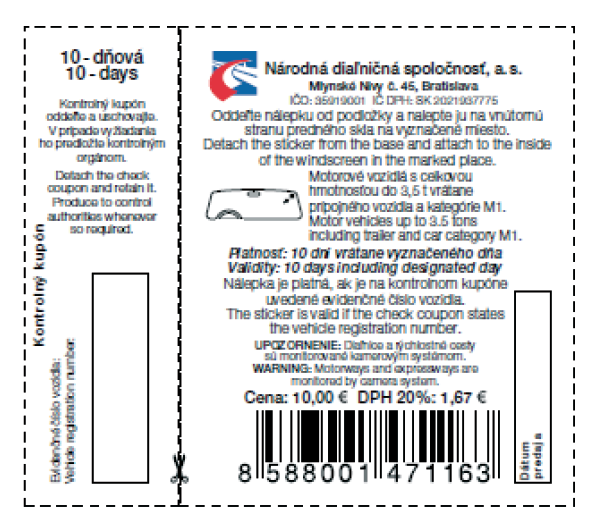 10 - dňová
10 - days
Kontrolný kupón
oddeľte a uschovajte.
V prípade vyžiadania
ho predložte kontrolným
orgánom.
Detach the check
coupon and retain it.
Produce to control
authorities whenever
so required.
Kontrolný kupón
Evidenčné číslo vozidla:
Vehicle registration number:
Národná diaľničná spoločnosť, a. s.
Mlynské Nivy č. 45, Bratislava
IČO: 35919001 IČ DPH: SK 2021937775
Oddeľte nálepku od podložky a nalepte ju na vnútornú
stranu predného skla na vyznačené miesto.
Detach the sticker from the base and attach to the inside
of the windscreen in the marked place.
Motorové vozidlá s celkovou
hmotnosťou do 3,5 t vrátane
prípojného vozidla a kategórie M1.
Motor vehicles up to 3.5 tons
including trailer and car category M1.
Platnosť: 10 dní vrátane vyznačeného dňa
Validity: 10 days including designated day
Nálepka je platná, ak je na kontrolnom kupóne
uvedené evidenčné číslo vozidla.
The sticker is valid if the check coupon states
the vehicle registration number.
UPOZORNENIE: Diaľnice a rýchlostné cesty
sú monitorované kamerovým systémom.
WARNING: Motorways and expressways are
monitored by camera system.
Cena: 10,00 € DPH 20%: 1,67 €
8 588001 471163
Dátum
predaja